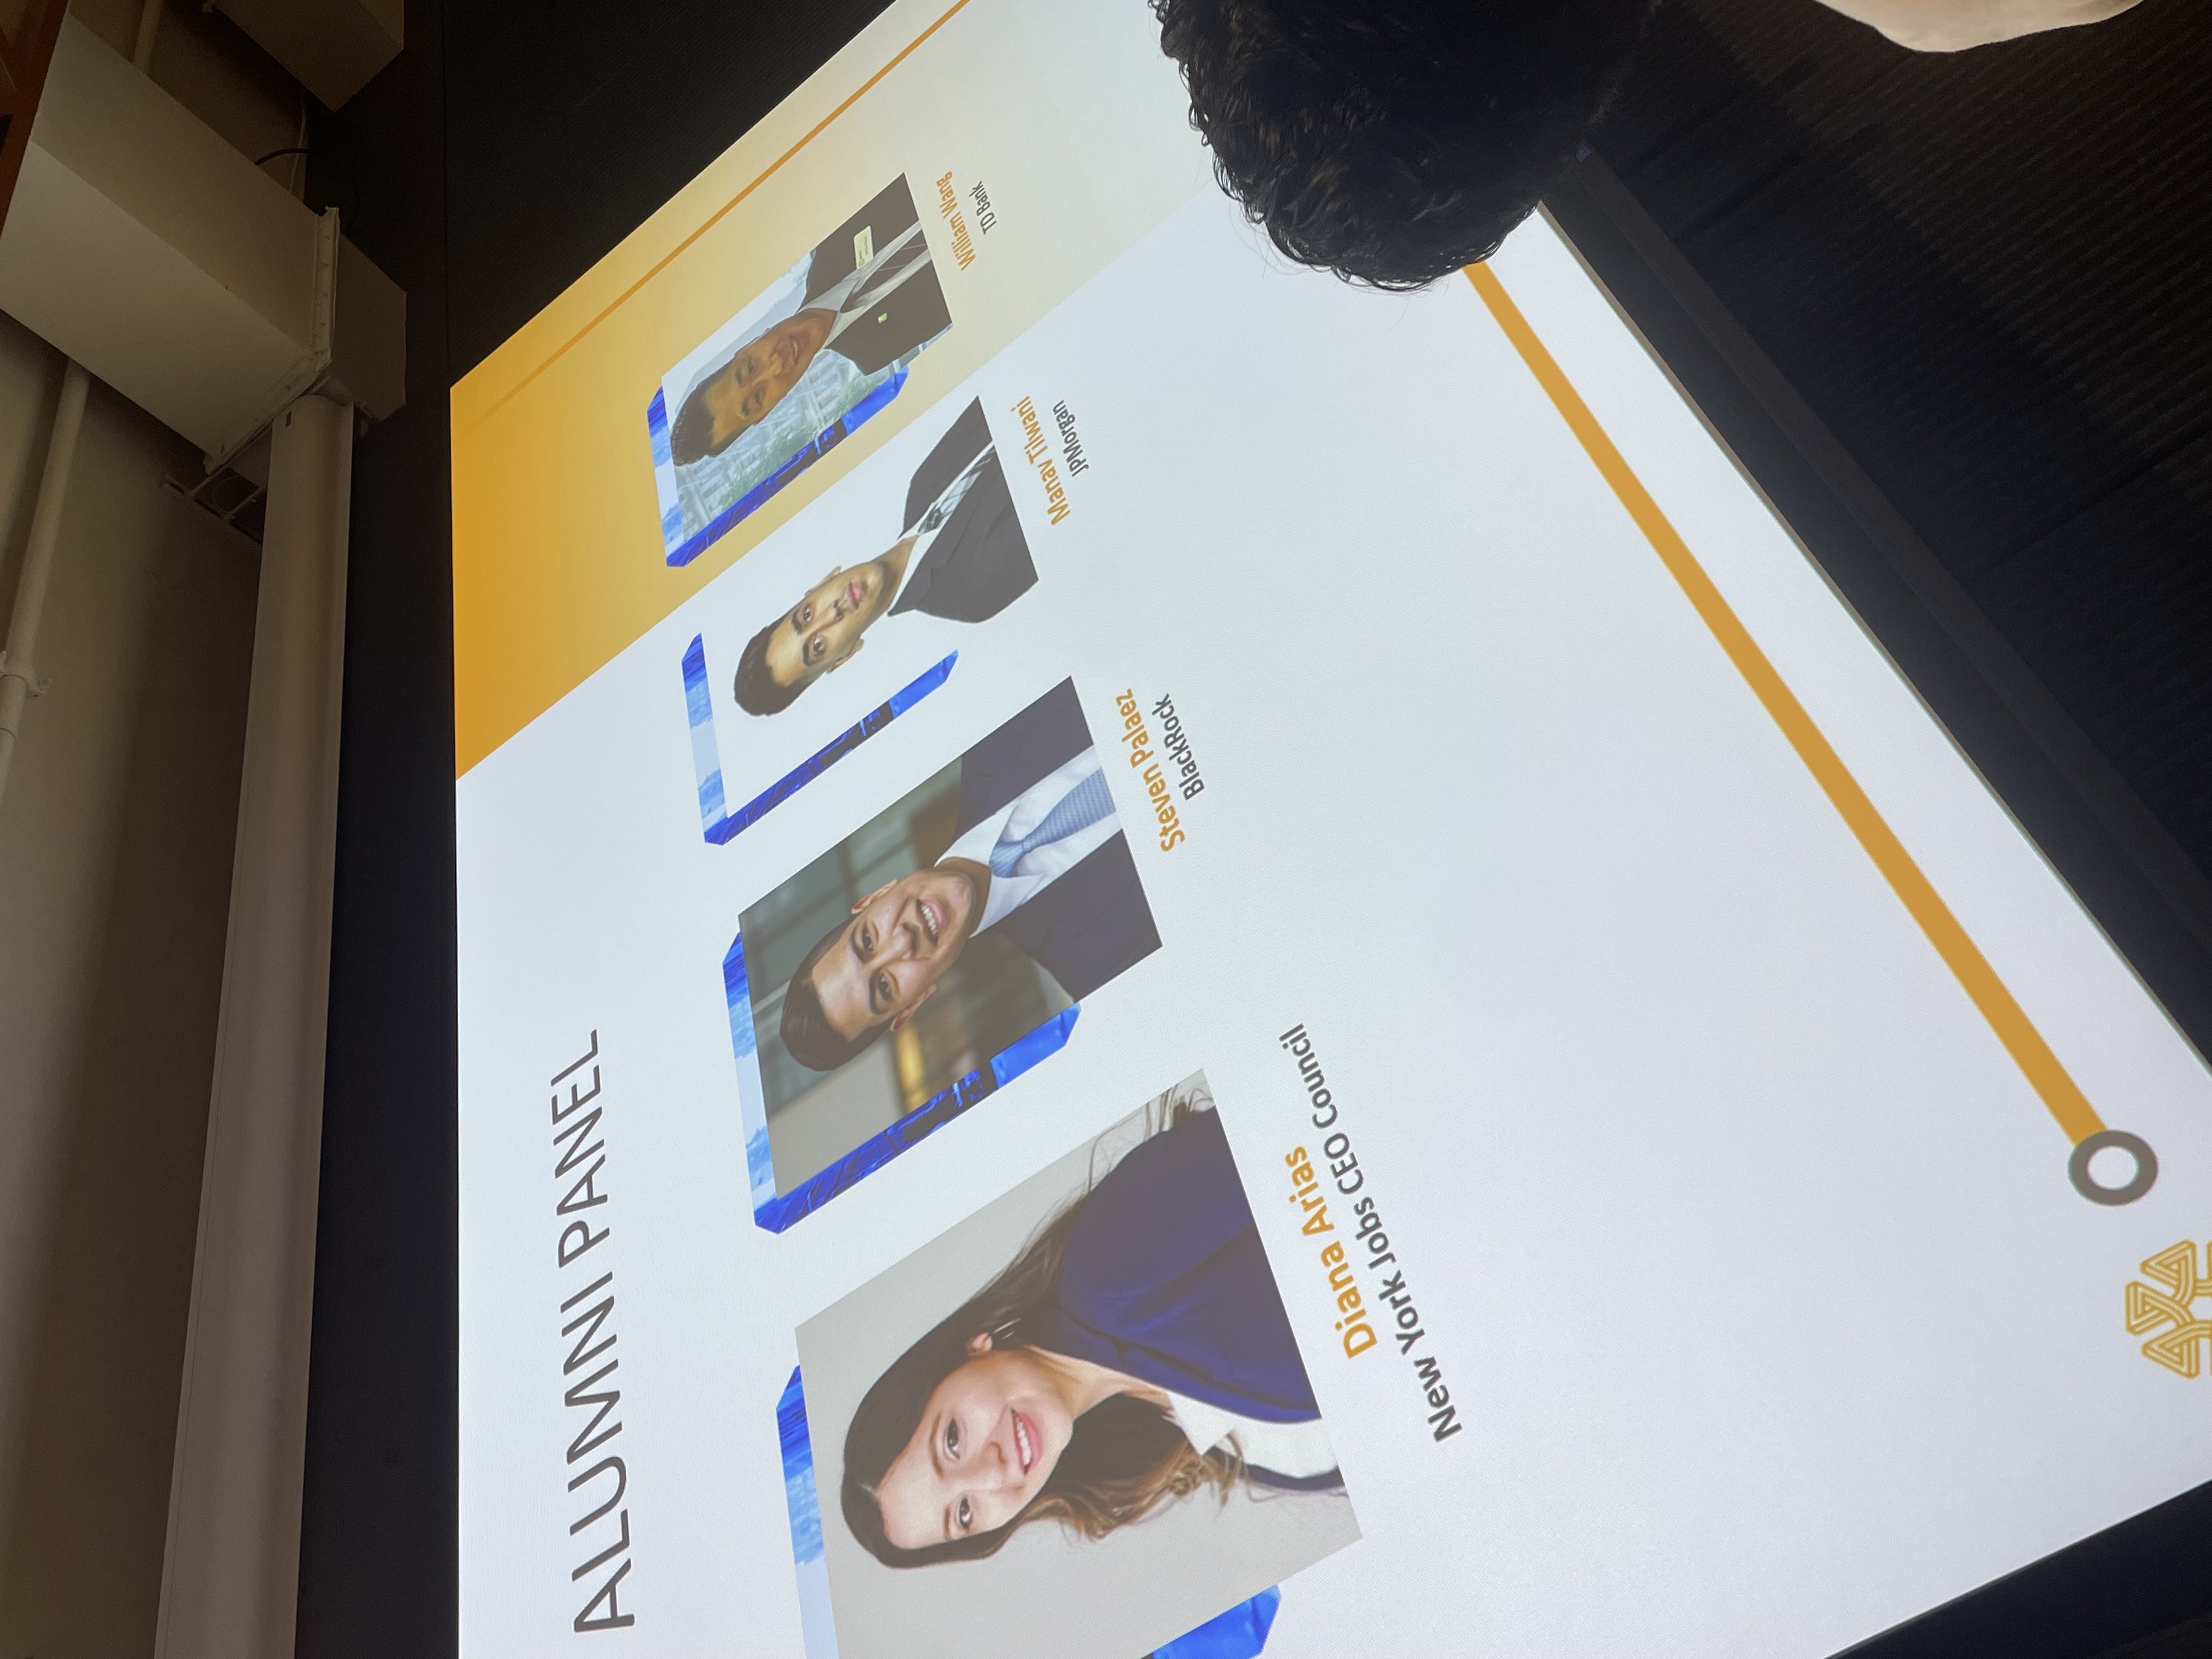 ALUMNI PANEL
Diana Arias
New York Jobs CEO Council
Steven Palaez
BlackRock
Manav Tilwani
JPMorgan
William Wang
TD Bank